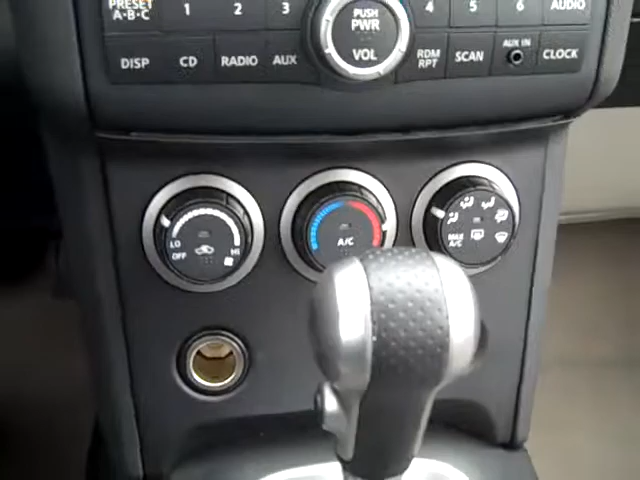 PRESET
A·B·C
1
2
3
PUSH
PWR
VOL
4
5
6
AUDIO
DISP
CD
RADIO
AUX
RDM
RPT
SCAN
AUX IN
CLOCK
LO
OFF
HI
A/C
MAX
A/C